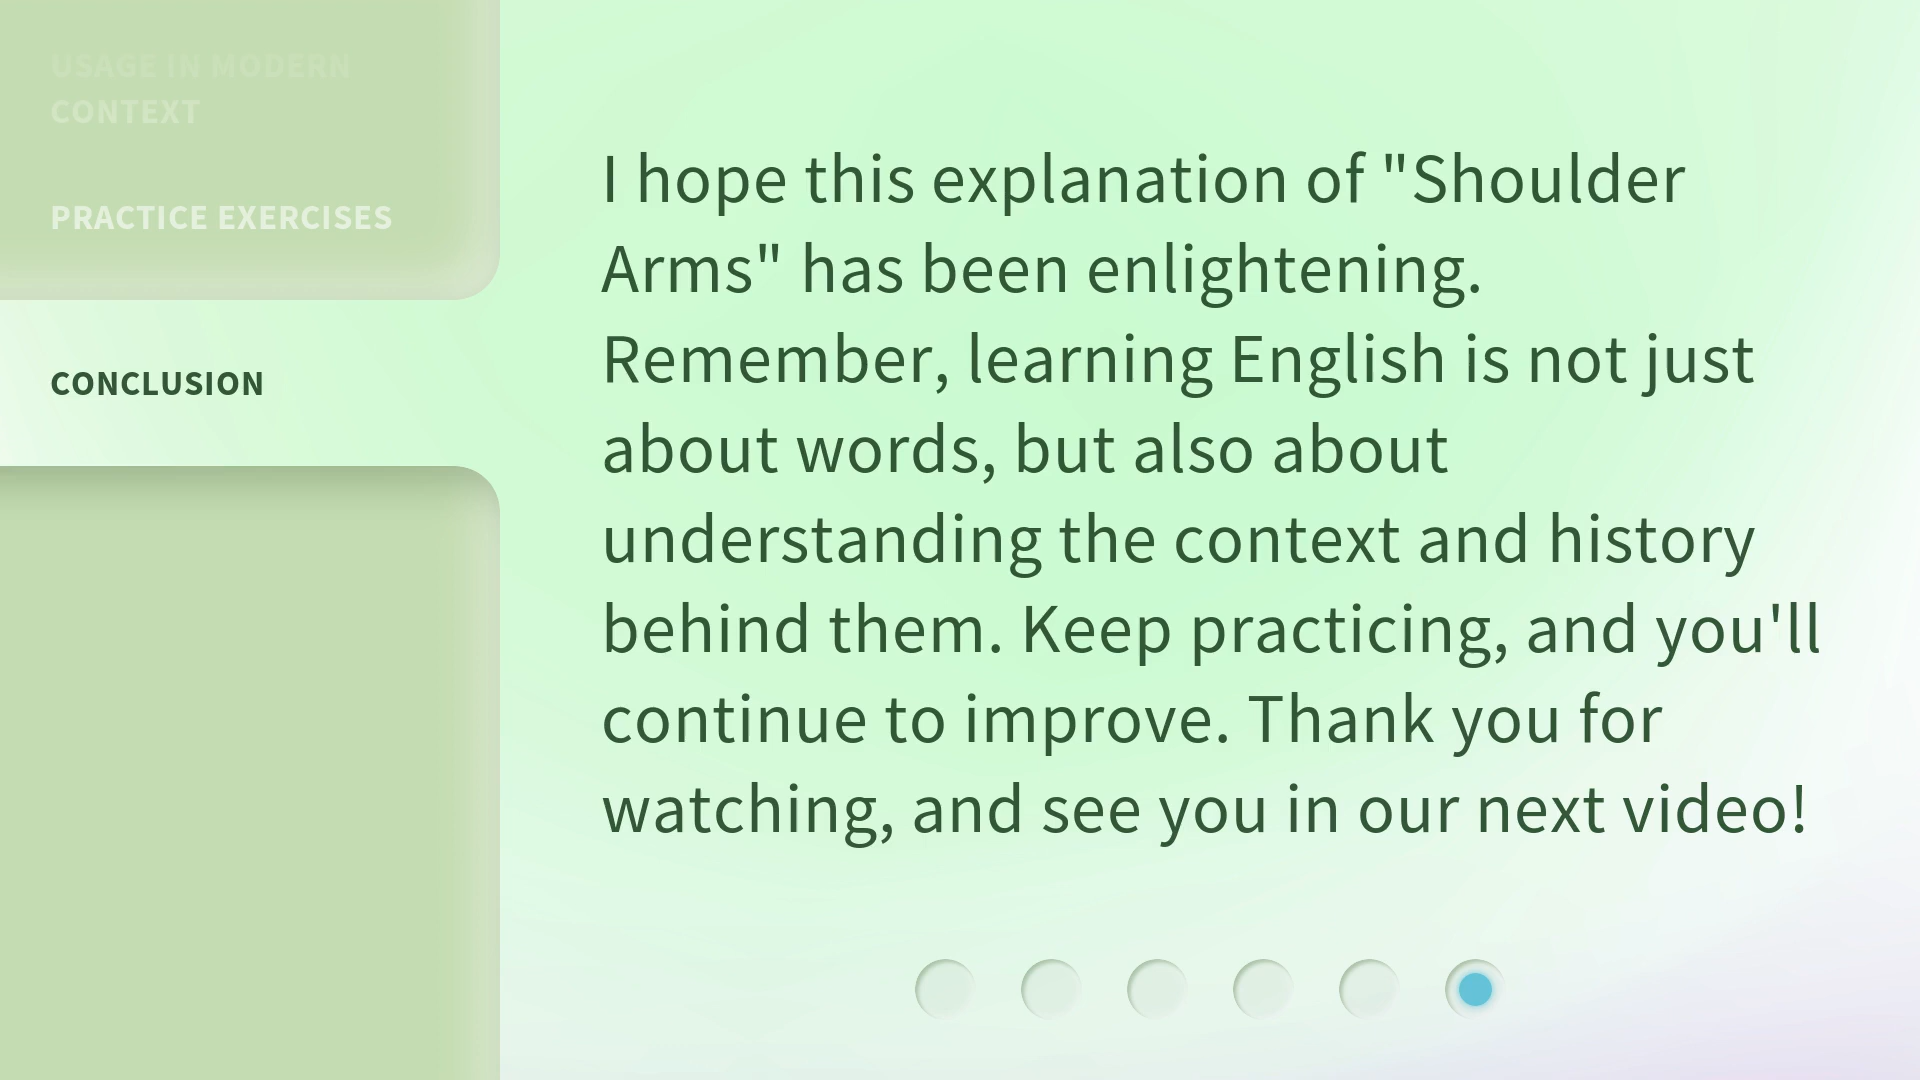 USAGE IN MODERN
CONTEXT
PRACTICE EXERCISES
CONCLUSION
I hope this explanation of "Shoulder
Arms" has been enlightening.
Remember, learning English is not just
about words, but also about
understanding the context and history
behind them. Keep practicing, and you'll
continue to improve. Thank you for
watching, and see you in our next video!